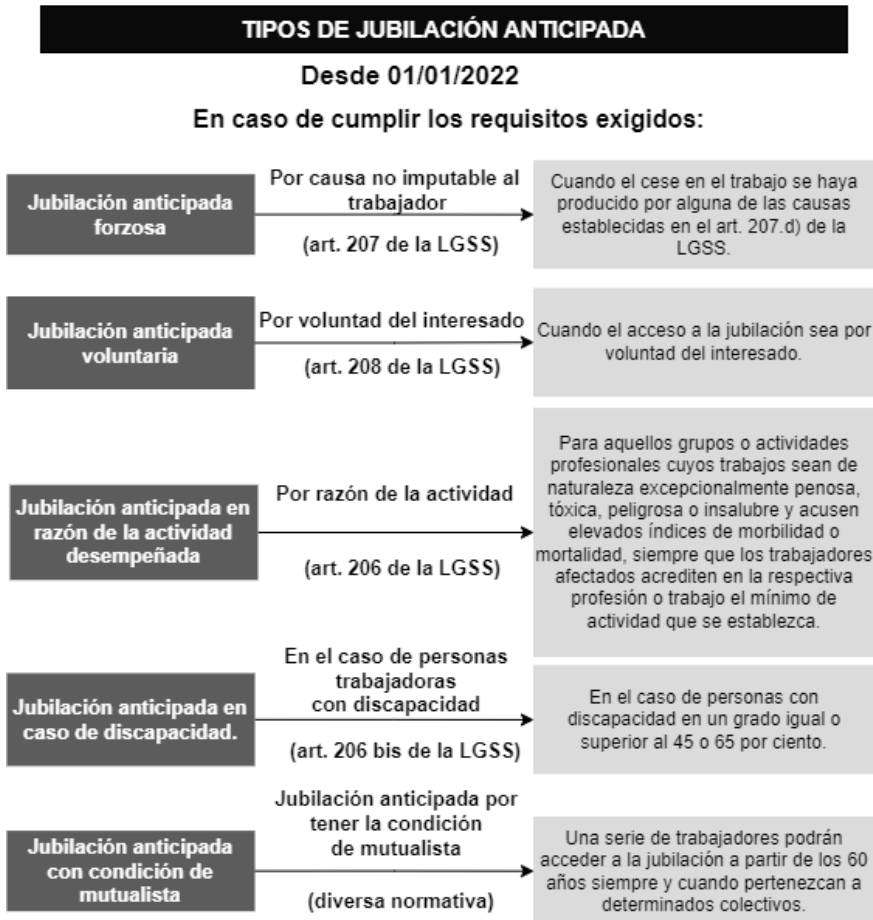 TIPOS DE JUBILACIÓN ANTICIPADA
Desde 01/01/2022
En caso de cumplir los requisitos exigidos:
Jubilación anticipada
forzosa
Por causa no imputable al
trabajador
(art. 207 de la LGSS)
Cuando el cese en el trabajo se haya
producido por alguna de las causas
establecidas en el art. 207.d) de la
LGSS.
Jubilación anticipada
voluntaria
Por voluntad del interesado
(art. 208 de la LGSS)
Cuando el acceso a la jubilación sea por
voluntad del interesado.
Jubilación anticipada en
razón de la actividad
desempeñada
Por razón de la actividad
(art. 206 de la LGSS)
Para aquellos grupos o actividades
profesionales cuyos trabajos sean de
naturaleza excepcionalmente penosa,
tóxica, peligrosa o insalubre y acusen
elevados índices de morbilidad o
mortalidad, siempre que los trabajadores
afectados acrediten en la respectiva
profesión o trabajo el mínimo de
actividad que se establezca.
Jubilación anticipada en
caso de discapacidad.
En el caso de personas
trabajadoras
con discapacidad
(art. 206 bis de la LGSS)
En el caso de personas con
discapacidad en un grado igual o
superior al 45 o 65 por ciento.
Jubilación anticipada
con condición de
mutualista
Jubilación anticipada por
tener la condición
de mutualista
(diversa normativa)
Una serie de trabajadores podrán
acceder a la jubilación a partir de los 60
años siempre y cuando pertenezcan a
determinados colectivos.